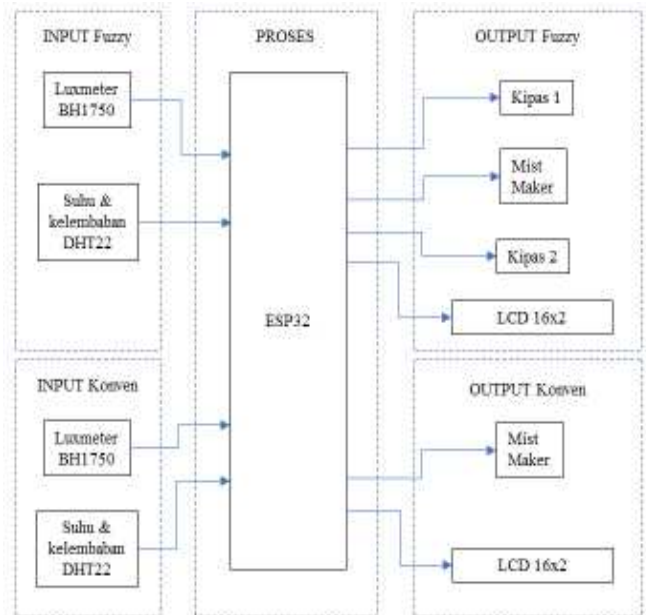 INPUT Fuzzy
Luxmeter
BH1750
Suhu &
kelembaban
DHT22
INPUT Konven
Luxmeter
BH1750
Suhu &
kelembaban
DHT22
PROSES
ESP32
OUTPUT Fuzzy
Kipas 1
Mist
Maker
Kipas 2
LCD 16x2
OUTPUT Konven
Mist
Maker
LCD 16x2